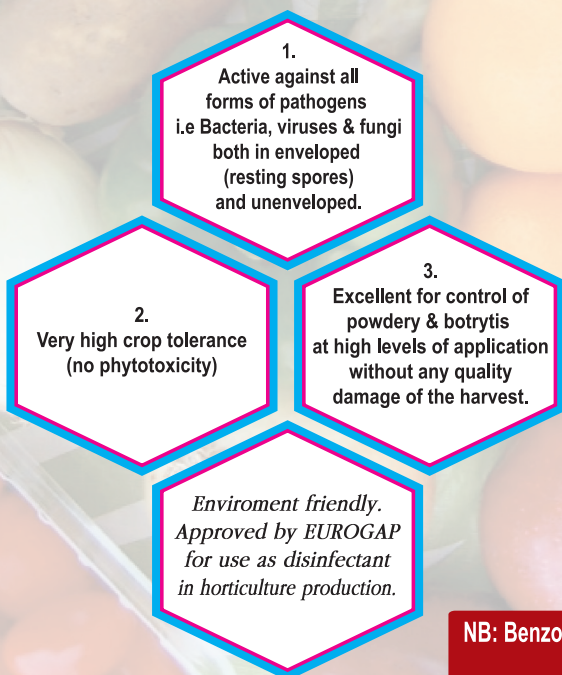 1.
Active against all
forms of pathogens
i.e Bacteria, viruses & fungi
both in enveloped
(resting spores)
and unenveloped.
2.
Very high crop tolerance
(no phytotoxicity)
3.
Excellent for control of
powdery & botrytis
at high levels of application
without any quality
damage of the harvest.
Enviroment friendly.
Approved by EUROGAP
for use as disinfectant
in horticulture production.
NB: Benzo